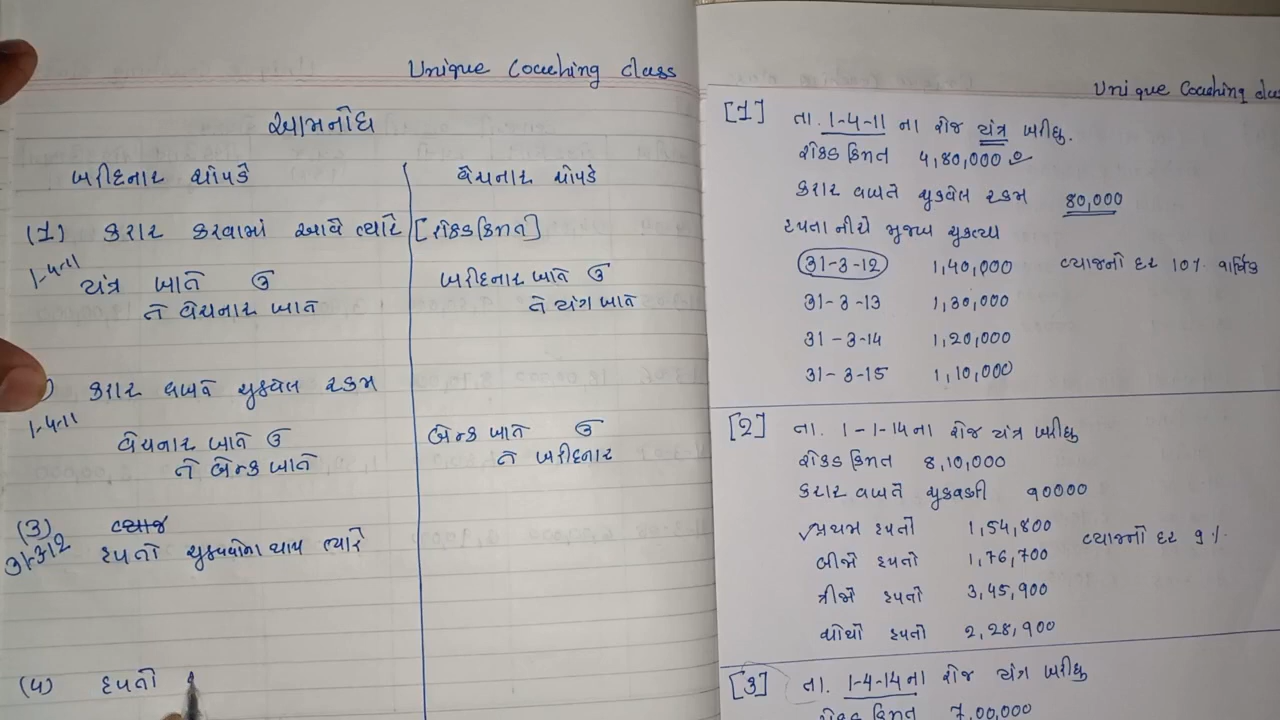 Unique Coaching class
આમનોંધ
ખરીદનાર ચોપડે
વેચનાર ચોપડે
(1) કરાર કરવામાં આવે ત્યારે [રોકડ કિંમત]
1-4-11
યંત્ર ખાતે ઉ
તે વેચનાર ખાતે
ખરીદનાર ખાતે ઉ
તે યંત્ર ખાતે
કરાર વખતે ચુકવેલ રકમ
1-4-11
વેચનાર ખાતે ઉ
તે બેન્ક ખાતે
બેન્ક ખાતે ઉ
તે ખરીદનાર
(3) વ્યાજ
31-3-12
હપતો ચુકવવાના થાય ત્યારે
(4) હપતો
Unique Coaching clas
[1] તા. 1-4-11 ના રોજ યંત્ર ખરીધુ.
રોકડ કિંમત 4,80,000
કરાર વખતે ચુકવેલ રકમ 80,000
હપતા નીચે મુજબ ચુકવ્યા
31-3-12 1,40,000 વ્યાજનો દર 10% વાર્ષિક
31-3-13 1,30,000
31-3-14 1,20,000
31-3-15 1,10,000
[2] તા. 1-1-14 ના રોજ યંત્ર ખરીધુ
રોકડ કિંમત 8,10,000
કરાર વખતે ચુકવણી 90000
પ્રથમ હપતો 1,54,800
બીજો હપતો 1,76,700 વ્યાજનો દર 9%
ત્રીજો હપતો 3,45,900
ચોથો હપતો 2,28,900
[3] તા. 1-4-14 ના રોજ યંત્ર ખરીધુ
રોકડ કિંમત 7,00,000